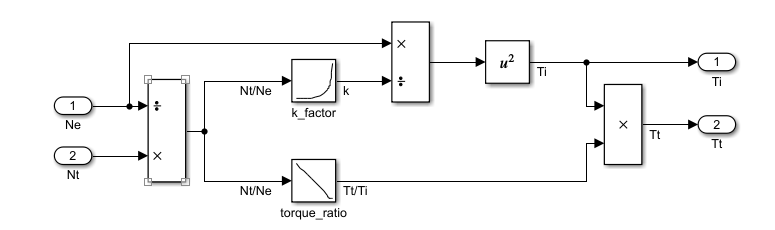 1
Ne
2
Nt
÷
×
Nt/Ne
k_factor
k
×
÷
u²
Ti
1
Ti
Nt/Ne
torque_ratio
Tt/Ti
×
Tt
2
Tt